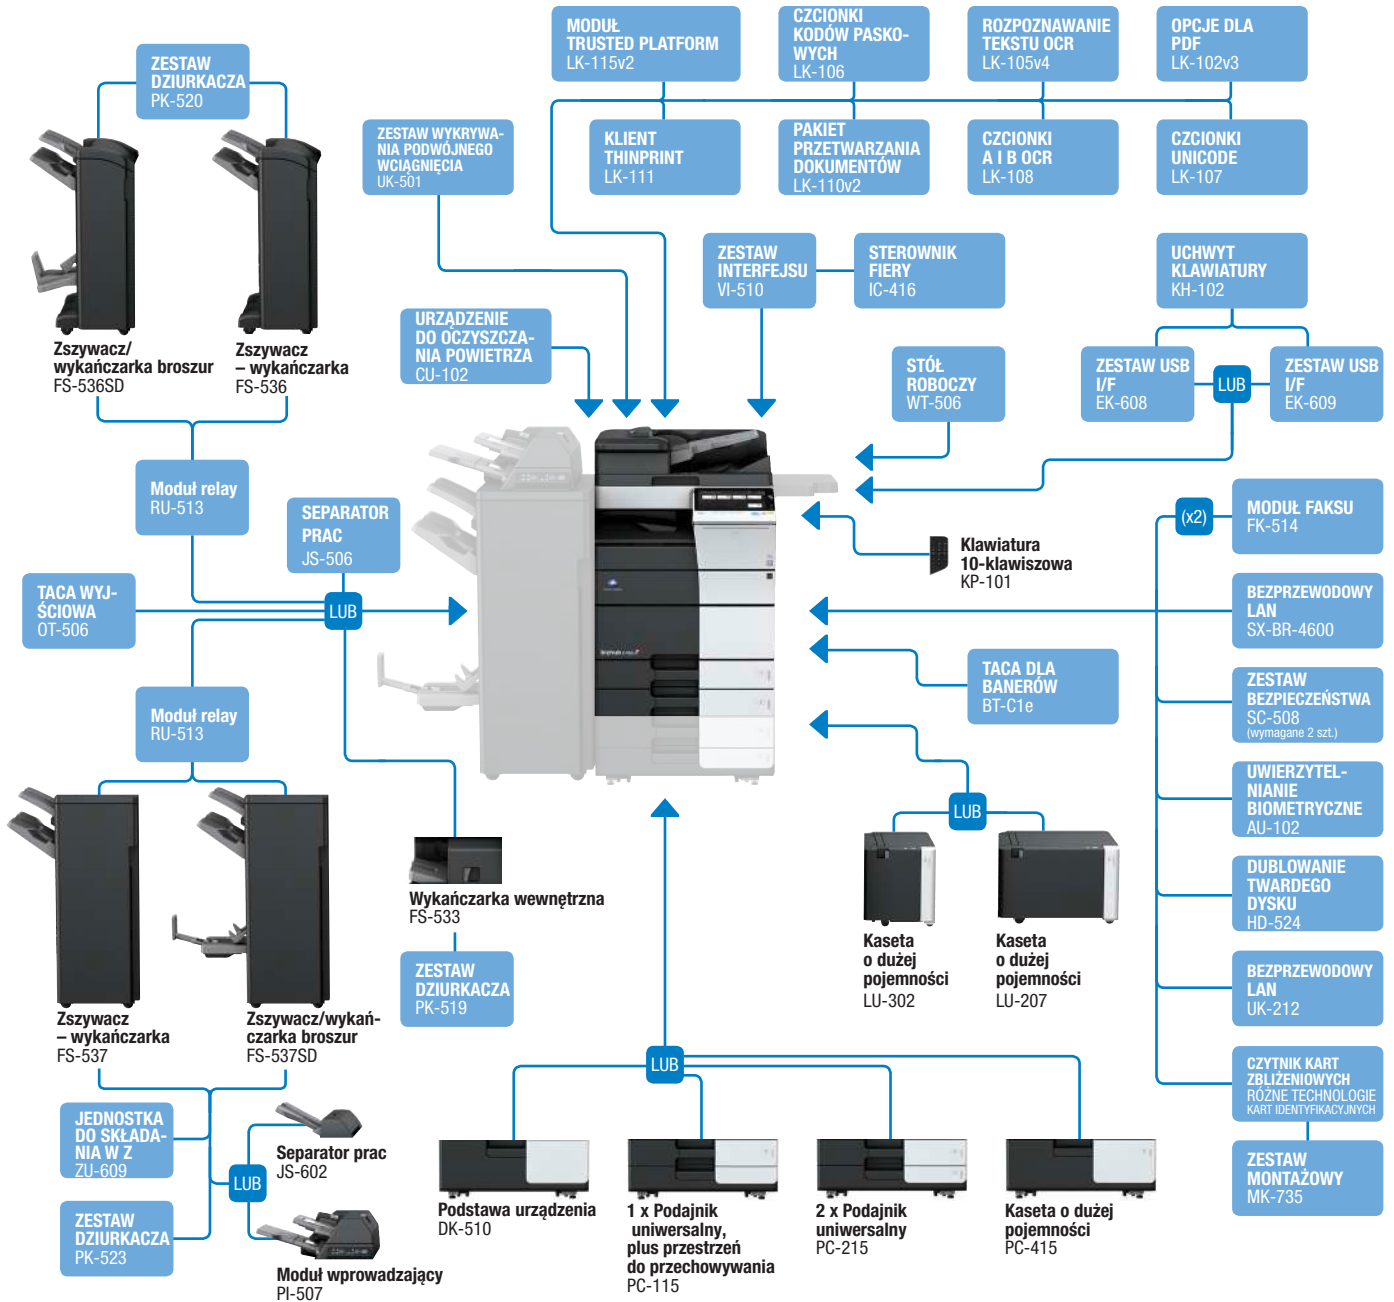 MODUŁ
TRUSTED PLATFORM
LK-115v2
CZCIONKI
KODÓW PASKO-
WYCH
LK-106
ROZPOZNAWANIE
TEKSTU OCR
LK-105v4
OPCJE DLA
PDF
LK-102v3
KLIENT
THINPRINT
LK-111
PAKIET
PRZETWARZANIA
DOKUMENTÓW
LK-110v2
CZCIONKI
A I B OCR
LK-108
CZCIONKI
UNICODE
LK-107
ZESTAW
DZIURKACZA
PK-520
ZESTAW WYKRYWA-
NIA PODWÓJNEGO
WCIĄGNIĘCIA
UK-501
ZESTAW
INTERFEJSU
VI-510
STEROWNIK
FIERY
IC-416
UCHWYT
KLAWIATURY
KH-102
URZĄDZENIE
DO OCZYSZCZA-
NIA POWIETRZA
CU-102
Zszywacz/
wykańczarka broszur
FS-536SD
Zszywacz
– wykańczarka
FS-536
STÓŁ
ROBOCZY
WT-506
ZESTAW USB
I/F
EK-608
LUB
ZESTAW USB
I/F
EK-609
Moduł relay
RU-513
SEPARATOR
PRAC
JS-506
(x2)
MODUŁ FAKSU
FK-514
Klawiatura
10-klawiszowa
KP-101
TACA WYJ-
ŚCIOWA
OT-506
LUB
BEZPRZEWODOWY
LAN
SX-BR-4600
TACA DLA
BANERÓW
BT-C1e
ZESTAW
BEZPIECZEŃSTWA
SC-508
(wymagane 2 szt.)
Moduł relay
RU-513
UWIERZYTEL-
NIANIE
BIOMETRYCZNE
AU-102
LUB
DUBLOWANIE
TWARDEGO
DYSKU
HD-524
Wykańczarka wewnętrzna
FS-533
Kaseta
o dużej
pojemności
LU-302
Kaseta
o dużej
pojemności
LU-207
ZESTAW
DZIURKACZA
PK-519
BEZPRZEWODOWY
LAN
UK-212
Zszywacz
– wykańczarka
FS-537
Zszywacz/wykań-
czarka broszur
FS-537SD
LUB
CZYTNIK KART
ZBLIŻENIOWYCH
RÓŻNE TECHNOLOGIE
KART IDENTYFIKACYJNYCH
JEDNOSTKA
DO SKŁADA-
NIA W Z
ZU-609
Separator prac
JS-602
LUB
ZESTAW
MONTAŻOWY
MK-735
ZESTAW
DZIURKACZA
PK-523
Moduł wprowadzający
PI-507
Podstawa urządzenia
DK-510
1 x Podajnik
uniwersalny,
plus przestrzeń
do przechowywania
PC-115
2 x Podajnik
uniwersalny
PC-215
Kaseta o dużej
pojemności
PC-415